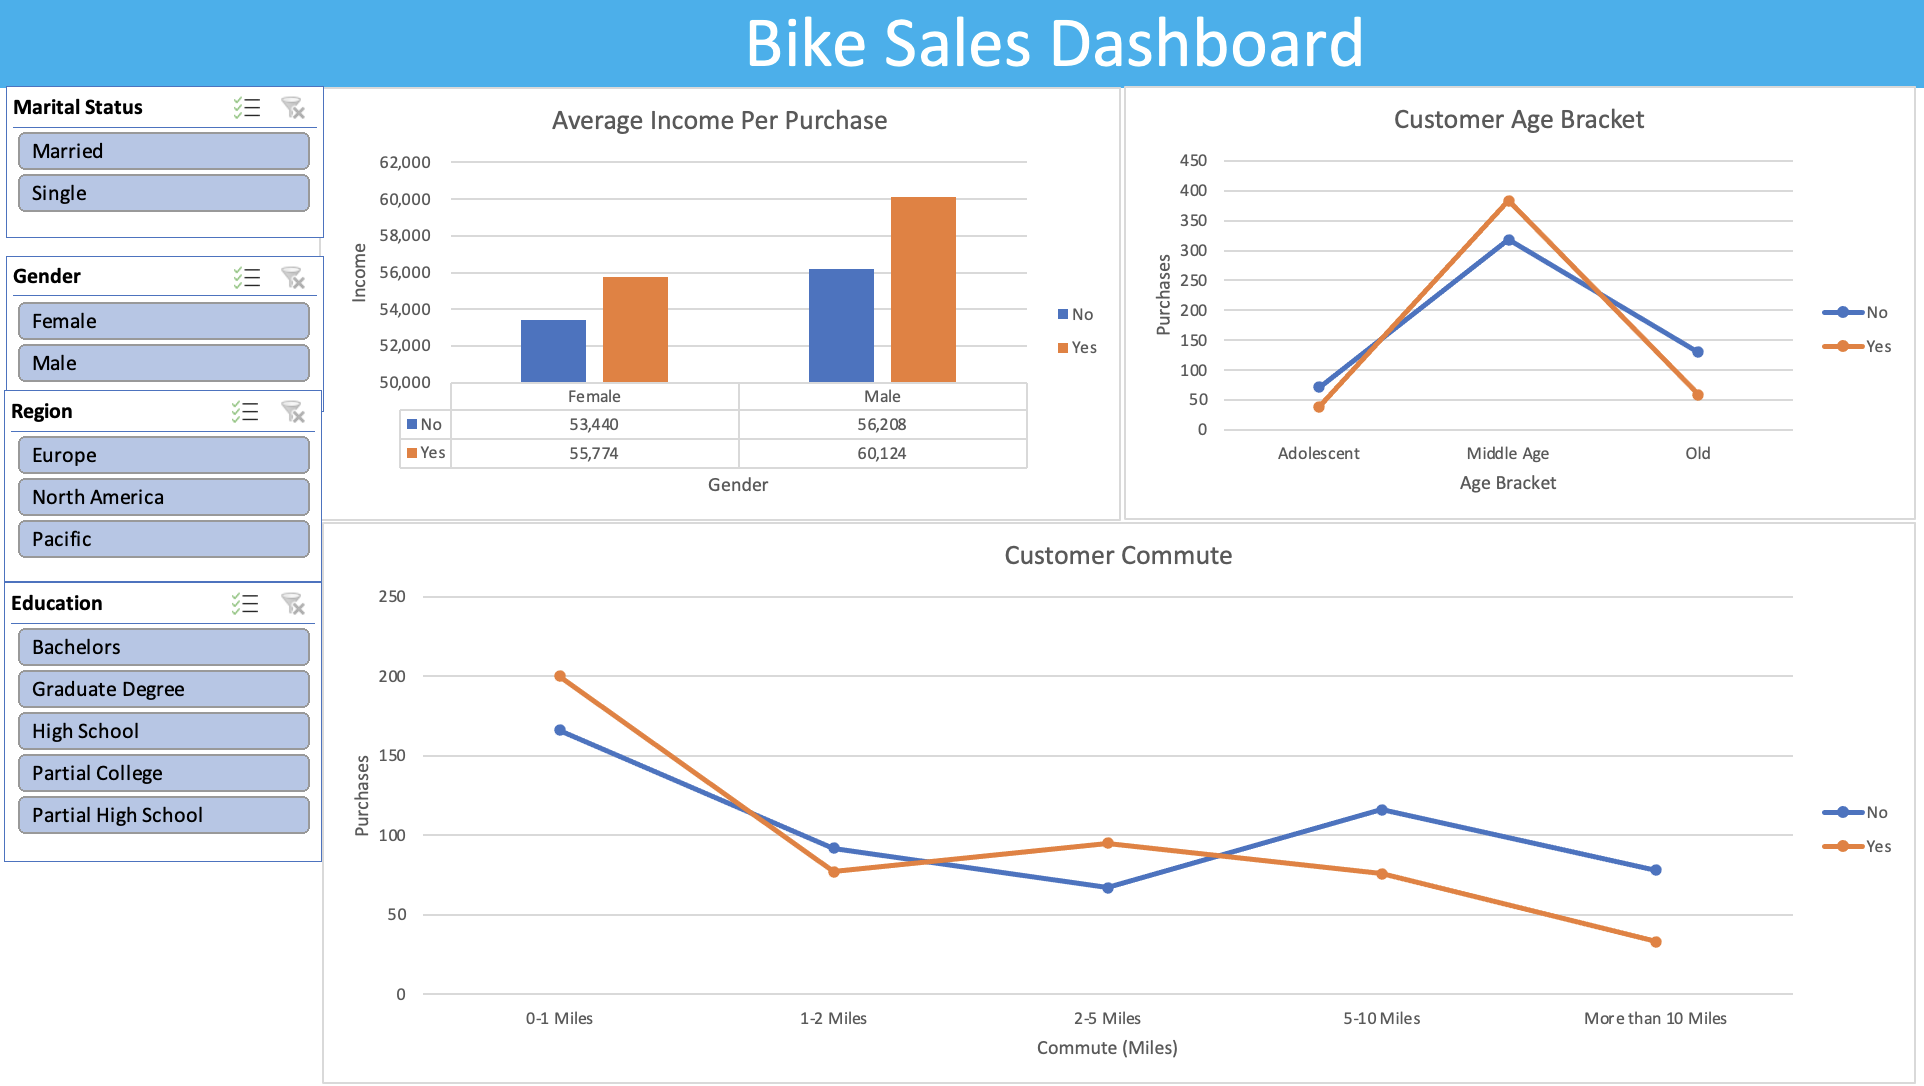 Bike Sales Dashboard
Marital Status
Married
Single
Gender
Female
Male
Region
Europe
North America
Pacific
Education
Bachelors
Graduate Degree
High School
Partial College
Partial High School
Average Income Per Purchase
62,000
60,000
58,000
56,000
54,000
52,000
50,000
Income
Female Male
No 53,440 56,208
Yes 55,774 60,124
Gender
No
Yes
Customer Age Bracket
450
400
350
300
250
200
150
100
50
0
Purchases
Adolescent Middle Age Old
Age Bracket
No
Yes
Customer Commute
250
200
150
100
50
0
Purchases
0-1 Miles 1-2 Miles 2-5 Miles 5-10 Miles More than 10 Miles
Commute (Miles)
No
Yes